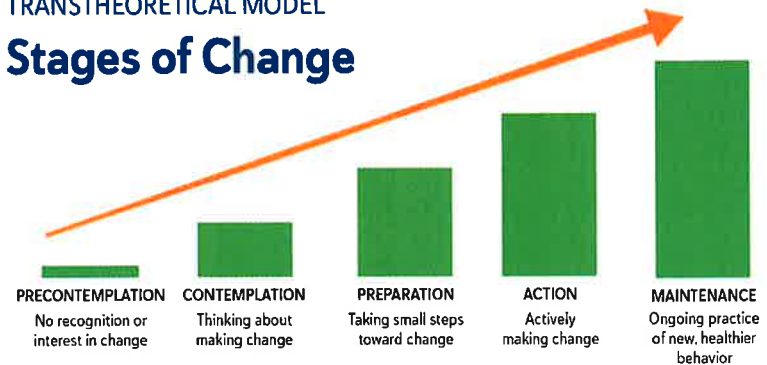 TRANSTHEORETICAL MODEL
Stages of Change
PRECONTEMPLATION
No recognition or
interest in change
CONTEMPLATION
Thinking about
making change
PREPARATION
Taking small steps
toward change
ACTION
Actively
making change
MAINTENANCE
Ongoing practice
of new, healthier
behavior